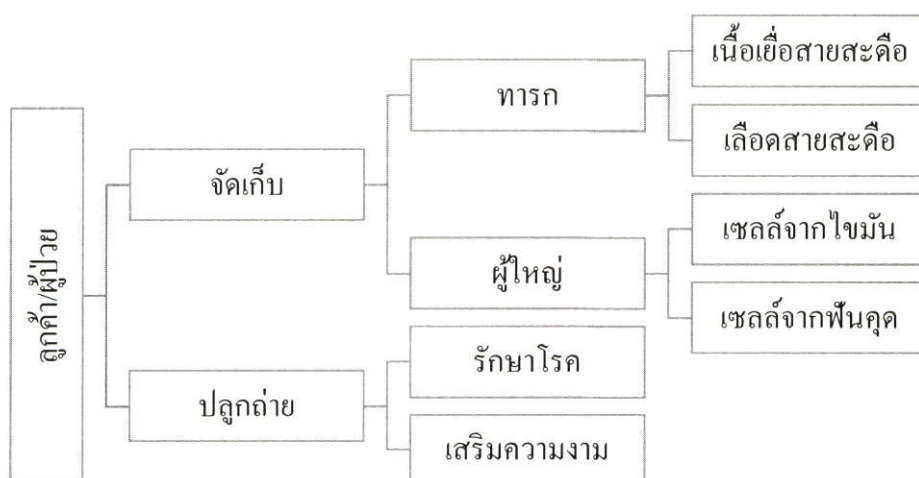 ลูกค้า/ผู้ป่วย
จัดเก็บ
ทารก
เนื้อเยื่อสายสะดือ
เลือดสายสะดือ
ผู้ใหญ่
เซลล์จากไขมัน
เซลล์จากฟันคุด
ปลูกถ่าย
รักษาโรค
เสริมความงาม